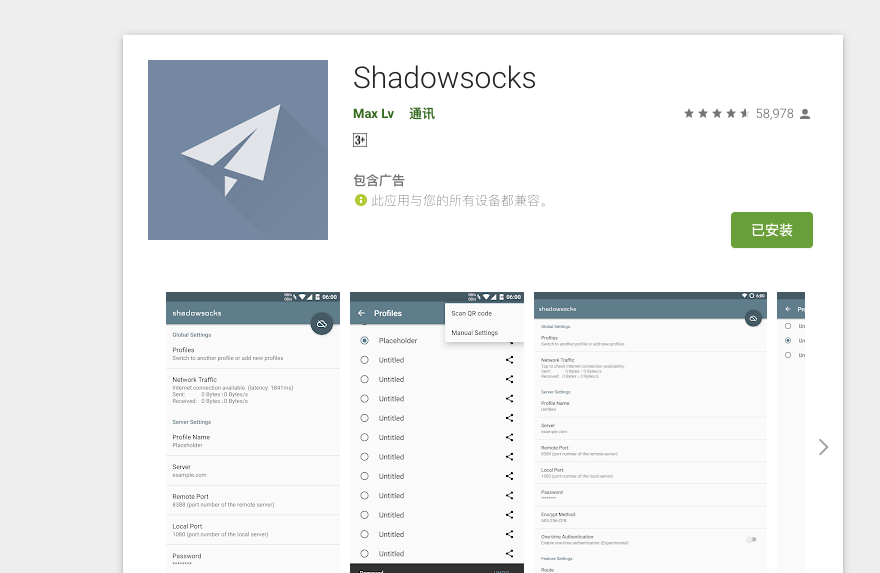 Shadowsocks
Max Lv 通讯
58,978
3+
包含广告
此应用与您的所有设备都兼容。
已安装
06:00
shadowsocks
Global Settings
Profiles
Switch to another profile or add new profiles
Network Traffic
Internet connection available. (latency: 1841ms)
Sent: 0 Bytes↑0 Bytes/s
Received: 0 Bytes↓0 Bytes/s
Server Settings
Profile Name
Placeholder
Server
example.com
Remote Port
8388 (port number of the remote server)
Local Port
1080 (port number of the local server)
Password
********
06:00
Profiles
Scan QR code
Manual Settings
Placeholder
Untitled
Untitled
Untitled
Untitled
Untitled
Untitled
Untitled
Untitled
Untitled
Untitled
Untitled
6:00
shadowsocks
Global Settings
Profiles
Switch to another profile or add new profiles
Network Traffic
Tap to check internet connection availability
Sent: 0 Bytes↑0 Bytes/s
Received: 0 Bytes↓0 Bytes/s
Server Settings
Profile Name
Untitled
Server
example.com
Remote Port
8388 (port number of the remote server)
Local Port
1080 (port number of the local server)
Password
********
Encrypt Method
AES-256-CFB
One-time Authentication
Enable one-time authentication (Experimental)
Feature Settings
Route
Un
Un
Un